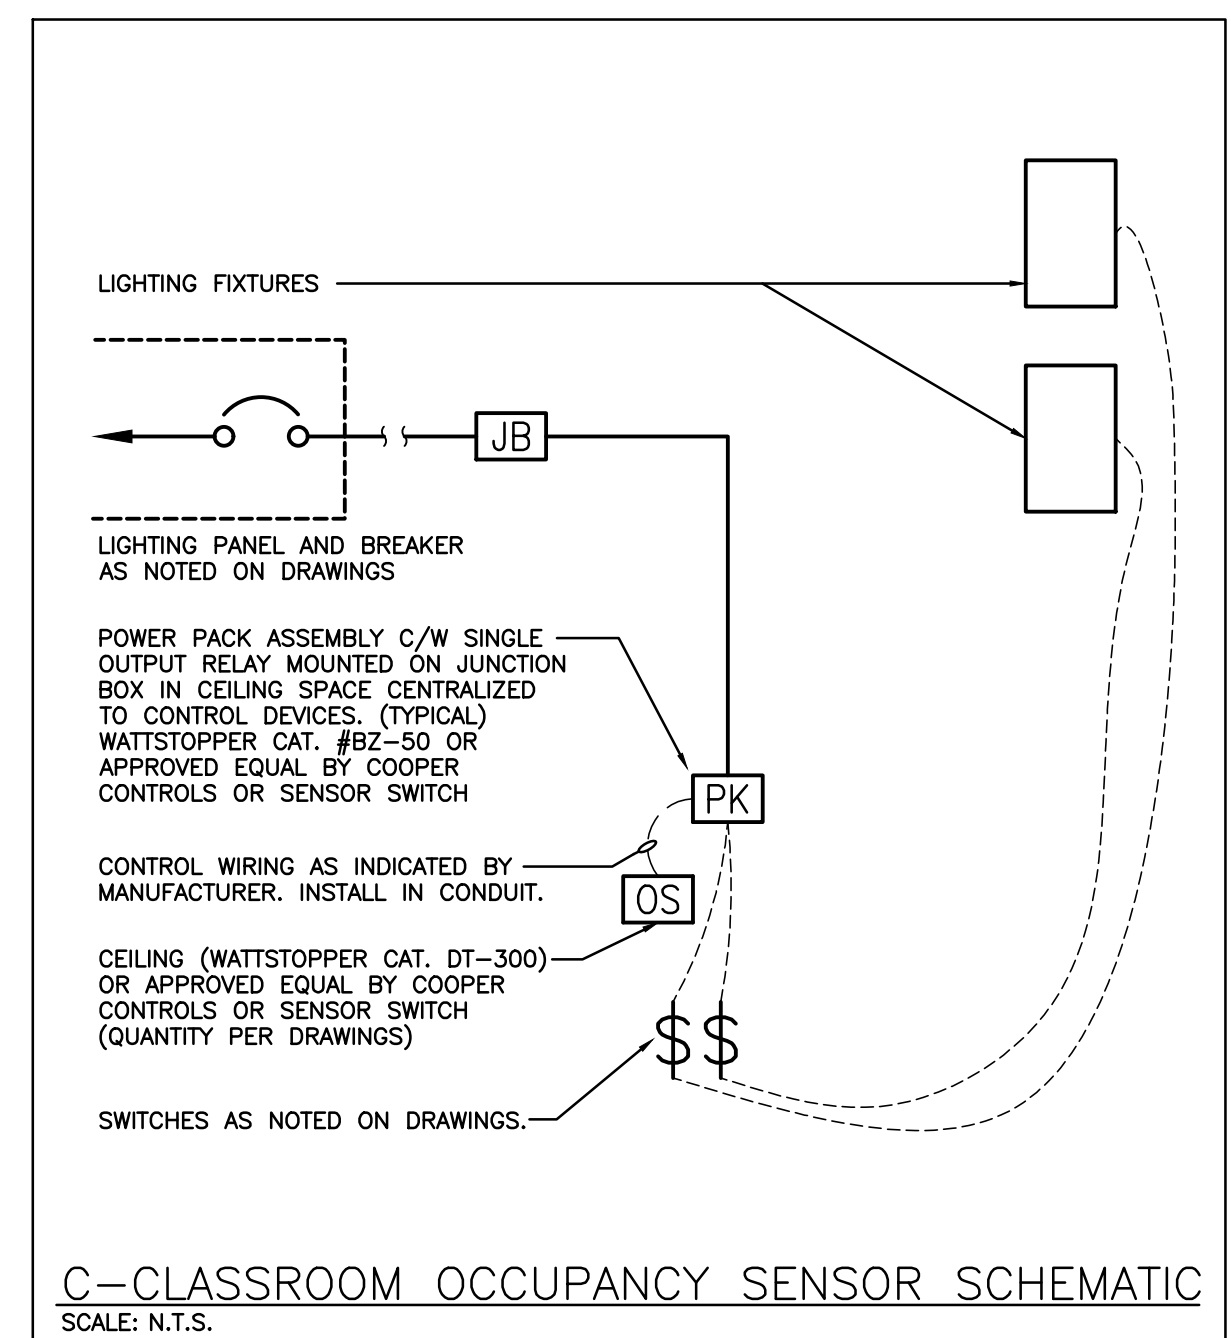 LIGHTING FIXTURES
JB
LIGHTING PANEL AND BREAKER
AS NOTED ON DRAWINGS
POWER PACK ASSEMBLY C/W SINGLE
OUTPUT RELAY MOUNTED ON JUNCTION
BOX IN CEILING SPACE CENTRALIZED
TO CONTROL DEVICES. (TYPICAL)
WATTSTOPPER CAT. #BZ-50 OR
APPROVED EQUAL BY COOPER
CONTROLS OR SENSOR SWITCH
PK
CONTROL WIRING AS INDICATED BY
MANUFACTURER. INSTALL IN CONDUIT.
OS
CEILING (WATTSTOPPER CAT. DT-300)
OR APPROVED EQUAL BY COOPER
CONTROLS OR SENSOR SWITCH
(QUANTITY PER DRAWINGS)
$ $
SWITCHES AS NOTED ON DRAWINGS.
C-CLASSROOM OCCUPANCY SENSOR SCHEMATIC
SCALE: N.T.S.